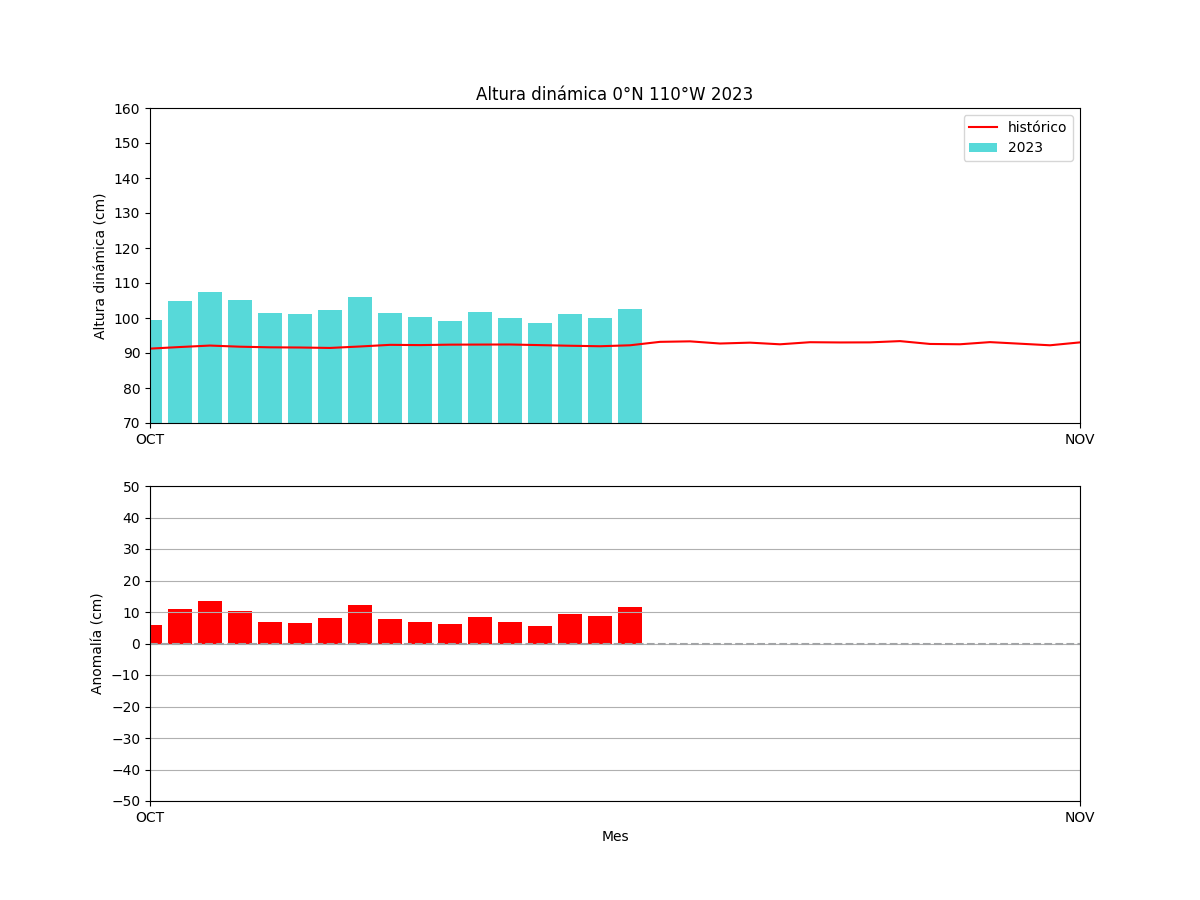 Altura dinámica 0°N 110°W 2023
160
150
140
130
120
110
100
90
80
70
Altura dinámica (cm)
histórico
2023
OCT
NOV
50
40
30
20
10
0
−10
−20
−30
−40
−50
Anomalía (cm)
OCT
NOV
Mes